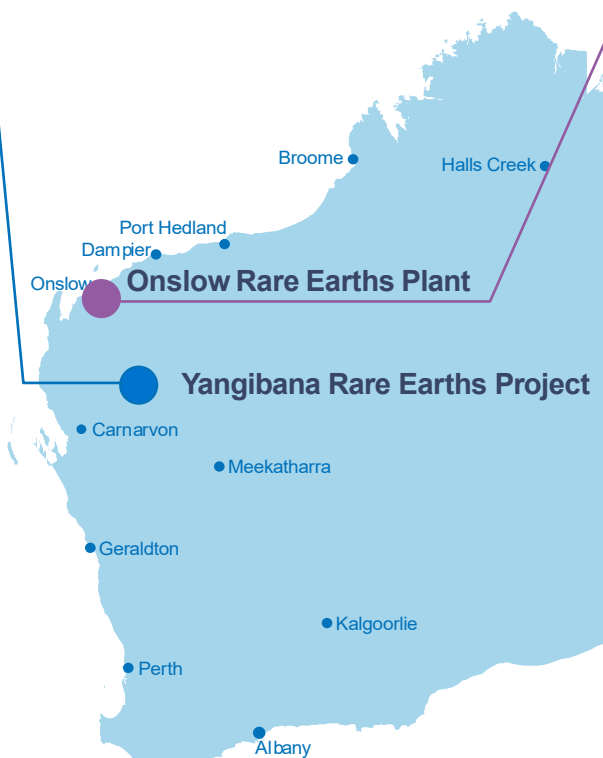 Broome
Halls Creek
Port Hedland
Dampier
Onslow
Onslow Rare Earths Plant
Yangibana Rare Earths Project
Carnarvon
Meekatharra
Geraldton
Kalgoorlie
Perth
Albany